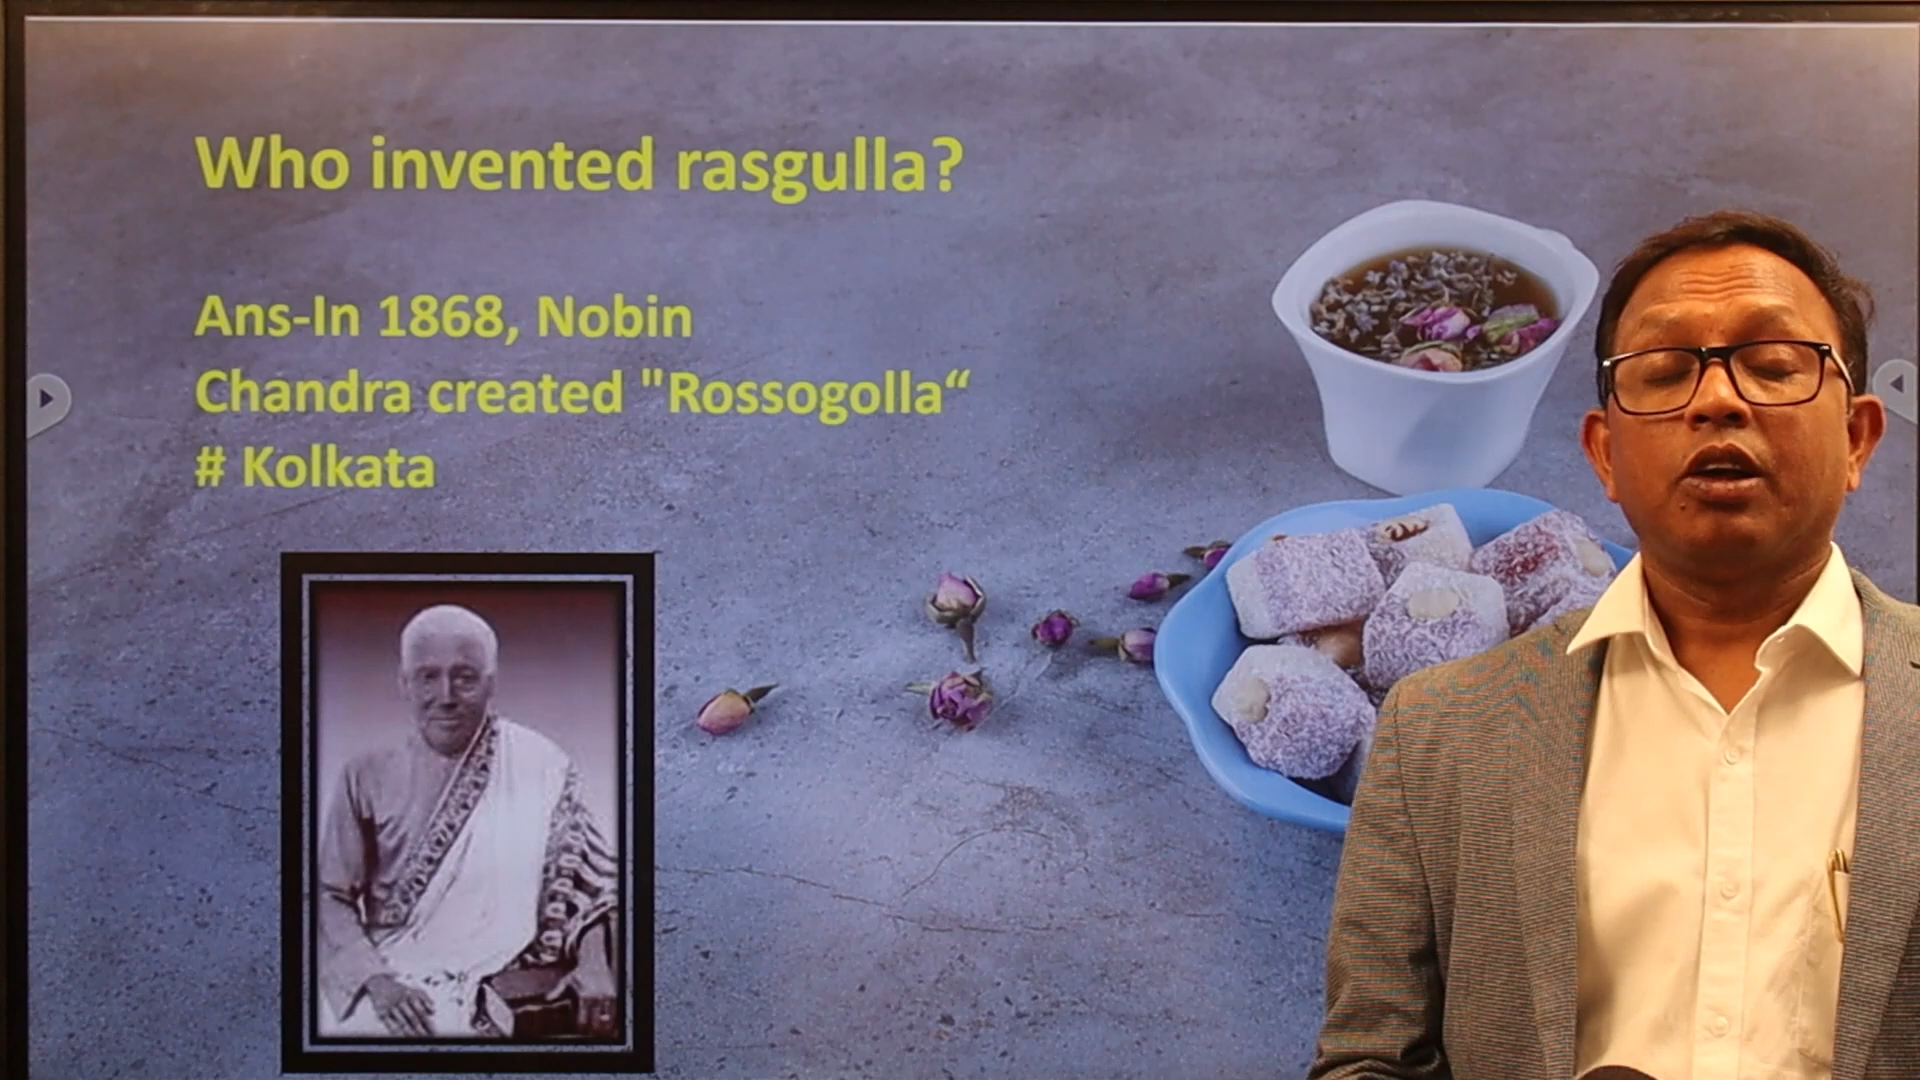 Who invented rasgulla?
Ans-In 1868, Nobin
Chandra created "Rossogolla“
# Kolkata